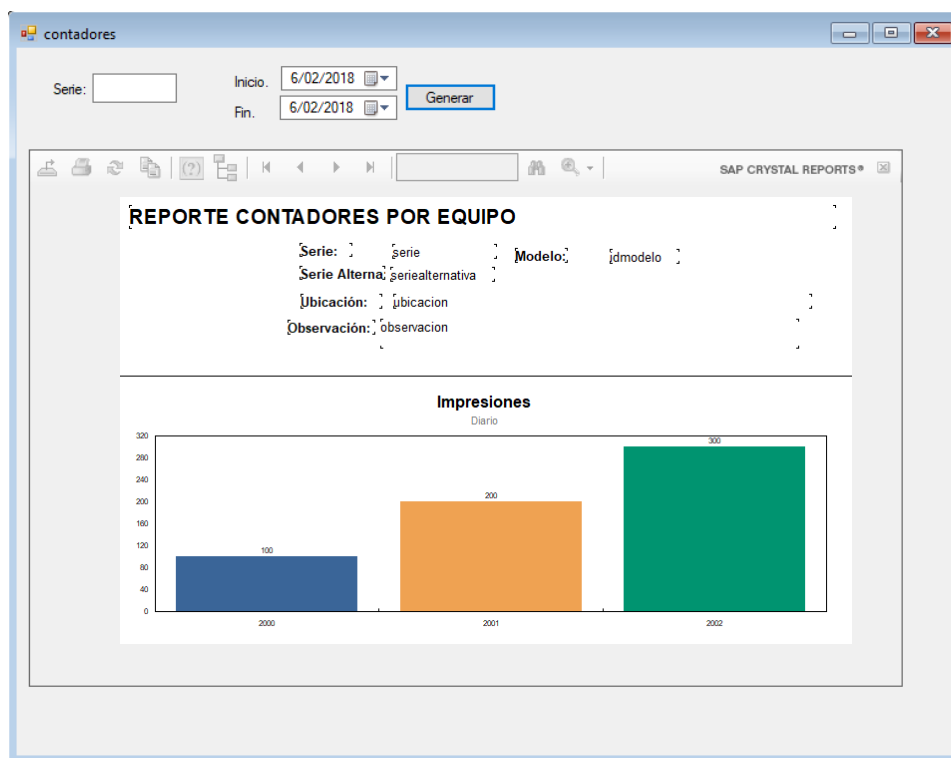 contadores
Serie:
Inicio. 6/02/2018
Fin. 6/02/2018
Generar
(?)
SAP CRYSTAL REPORTS®
REPORTE CONTADORES POR EQUIPO
Serie: serie Modelo: idmodelo
Serie Alterna seriealternativa
Ubicación: ubicacion
Observación: observacion
Impresiones
Diario
320
280
240
200
160
120
80
40
0
100
200
300
2000 2001 2002